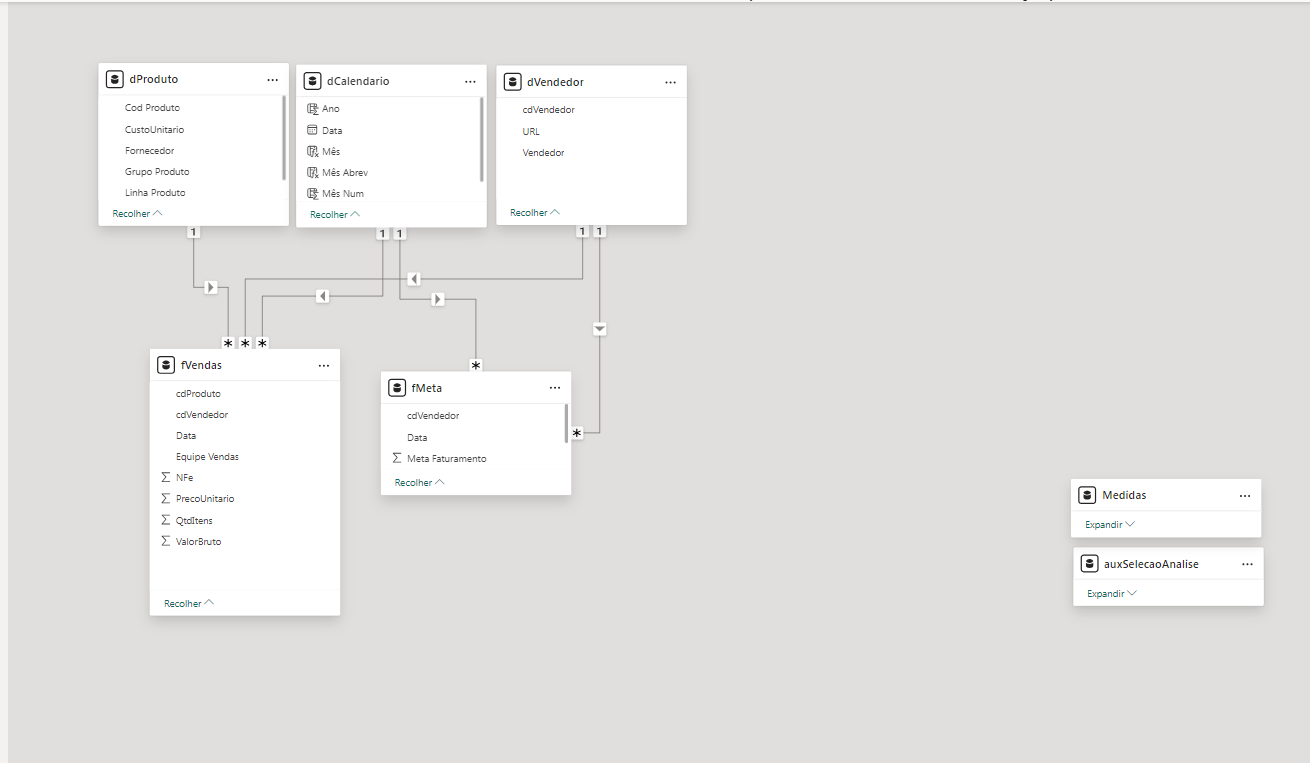 dProduto
Cod Produto
CustoUnitario
Fornecedor
Grupo Produto
Linha Produto
Recolher
dCalendario
Ano
Data
Mês
Mês Abrev
Mês Num
Recolher
dVendedor
cdVendedor
URL
Vendedor
Recolher
1
1
1
1
1
*
*
*
*
*
fVendas
cdProduto
cdVendedor
Data
Equipe Vendas
NFe
PrecoUnitario
QtdItens
ValorBruto
Recolher
fMeta
cdVendedor
Data
Meta Faturamento
Recolher
Medidas
Expandir
auxSelecaoAnalise
Expandir